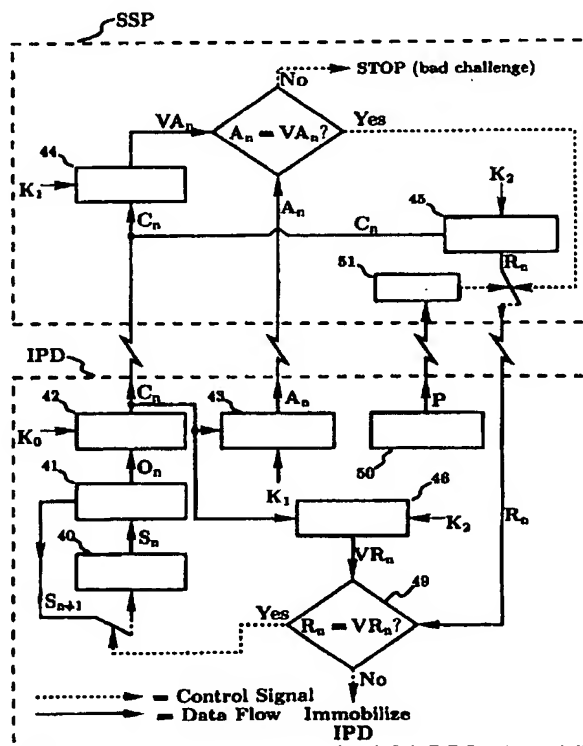 SSP
No
STOP (bad challenge)
VAₙ
Aₙ = VAₙ?
Yes
44
K₁
Cₙ
Aₙ
K₂
Cₙ
45
Rₙ
51
IPD
Cₙ
42
43
Aₙ
P
K₀
50
41
Oₙ
K₁
46
K₂
Rₙ
40
Sₙ
VRₙ
49
Sₙ₊₁
Yes
Rₙ = VRₙ?
No
= Control Signal
= Data Flow
Immobilize
IPD